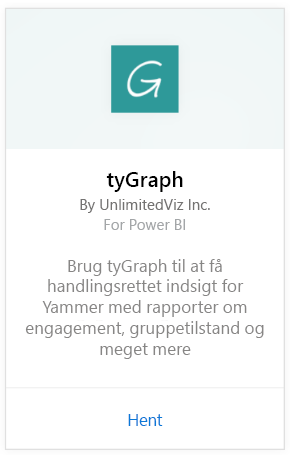 G
tyGraph
By UnlimitedViz Inc.
For Power BI
Brug tyGraph til at få
handlingsrettet indsigt for
Yammer med rapporter om
engagement, gruppetilstand og
meget mere
Hent